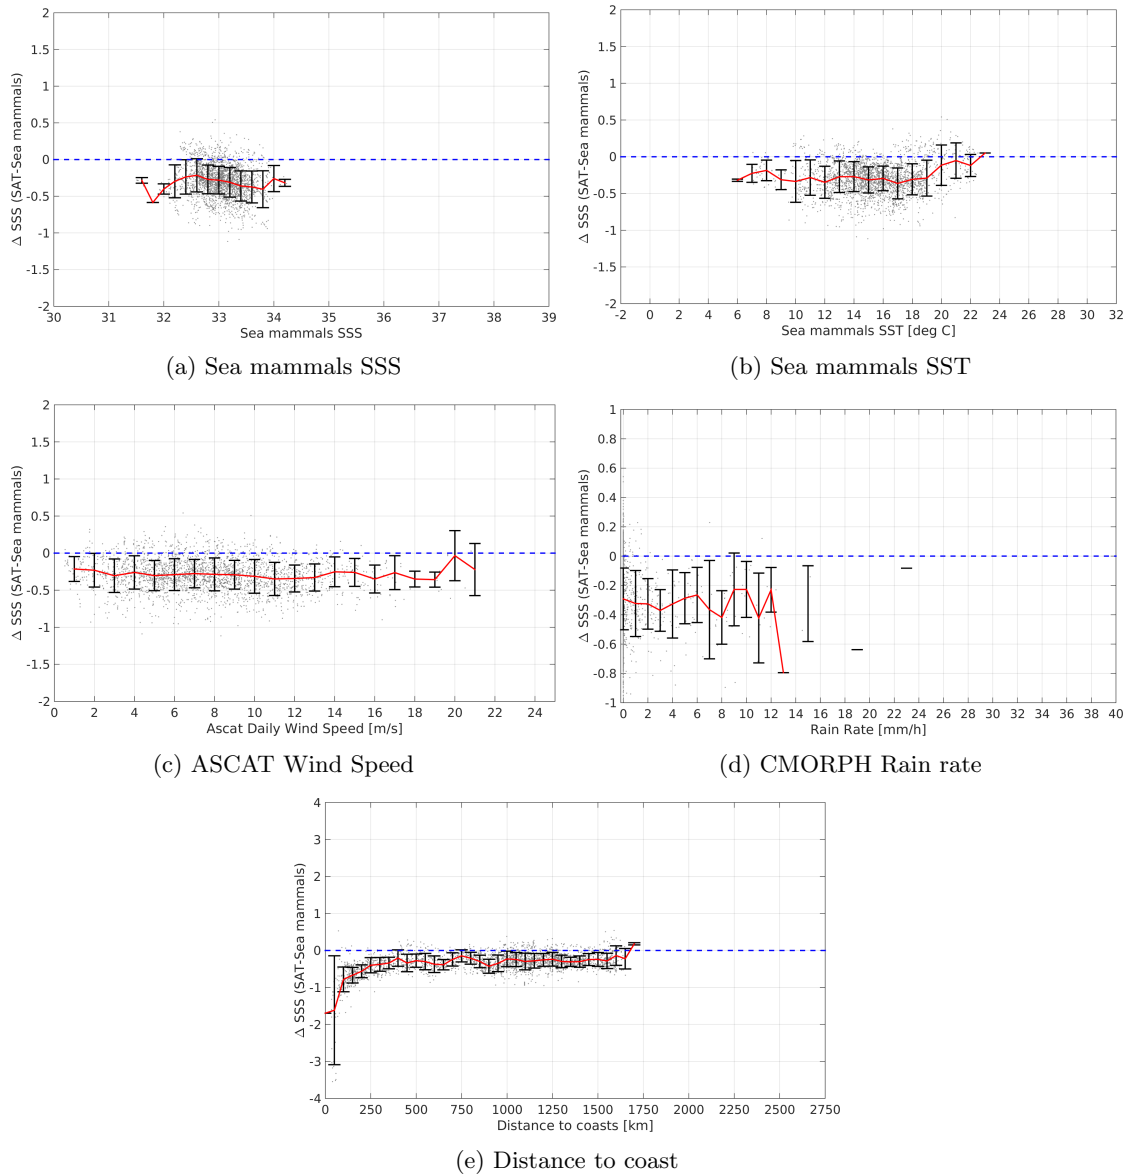 2
1.5
1
0.5
0
-0.5
-1
-1.5
-2
Δ SSS (SAT-Sea mammals)
30 31 32 33 34 35 36 37 38 39
Sea mammals SSS
(a) Sea mammals SSS
2
1.5
1
0.5
0
-0.5
-1
-1.5
-2
Δ SSS (SAT-Sea mammals)
-2 0 2 4 6 8 10 12 14 16 18 20 22 24 26 28 30 32
Sea mammals SST [deg C]
(b) Sea mammals SST
2
1.5
1
0.5
0
-0.5
-1
-1.5
-2
Δ SSS (SAT-Sea mammals)
0 2 4 6 8 10 12 14 16 18 20 22 24
Ascat Daily Wind Speed [m/s]
(c) ASCAT Wind Speed
1
0.8
0.6
0.4
0.2
0
-0.2
-0.4
-0.6
-0.8
-1
Δ SSS (SAT-Sea mammals)
0 2 4 6 8 10 12 14 16 18 20 22 24 26 28 30 32 34 36 38 40
Rain Rate [mm/h]
(d) CMORPH Rain rate
4
3
2
1
0
-1
-2
-3
-4
Δ SSS (SAT-Sea mammals)
0 250 500 750 1000 1250 1500 1750 2000 2250 2500 2750
Distance to coasts [km]
(e) Distance to coast